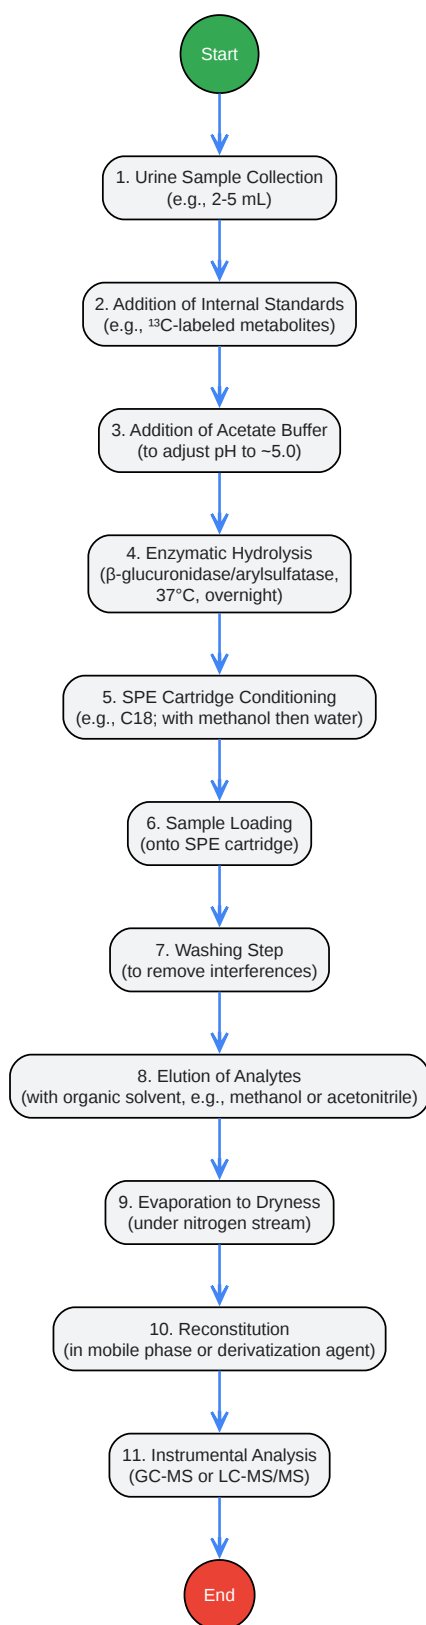 Start
1. Urine Sample Collection
(e.g., 2-5 mL)
2. Addition of Internal Standards
(e.g., ¹³C-labeled metabolites)
3. Addition of Acetate Buffer
(to adjust pH to ~5.0)
4. Enzymatic Hydrolysis
(β-glucuronidase/arylsulfatase,
37°C, overnight)
5. SPE Cartridge Conditioning
(e.g., C18; with methanol then water)
6. Sample Loading
(onto SPE cartridge)
7. Washing Step
(to remove interferences)
8. Elution of Analytes
(with organic solvent, e.g., methanol or acetonitrile)
9. Evaporation to Dryness
(under nitrogen stream)
10. Reconstitution
(in mobile phase or derivatization agent)
11. Instrumental Analysis
(GC-MS or LC-MS/MS)
End